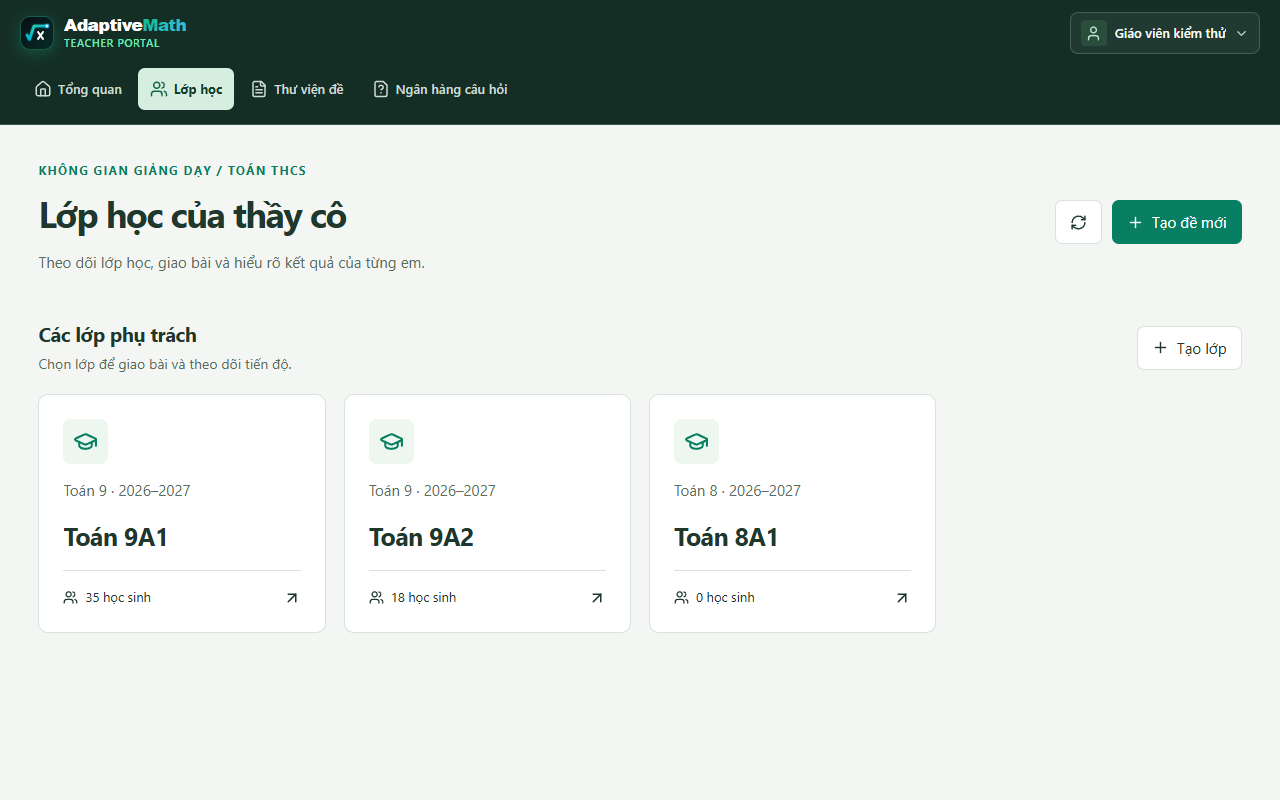 AdaptiveMath
TEACHER PORTAL
Giáo viên kiểm thử
Tổng quan
Lớp học
Thư viện đề
Ngân hàng câu hỏi
KHÔNG GIAN GIẢNG DẠY / TOÁN THCS
Lớp học của thầy cô
Tạo đề mới
Theo dõi lớp học, giao bài và hiểu rõ kết quả của từng em.
Các lớp phụ trách
Chọn lớp để giao bài và theo dõi tiến độ.
Tạo lớp
Toán 9 · 2026–2027
Toán 9A1
35 học sinh
Toán 9 · 2026–2027
Toán 9A2
18 học sinh
Toán 8 · 2026–2027
Toán 8A1
0 học sinh